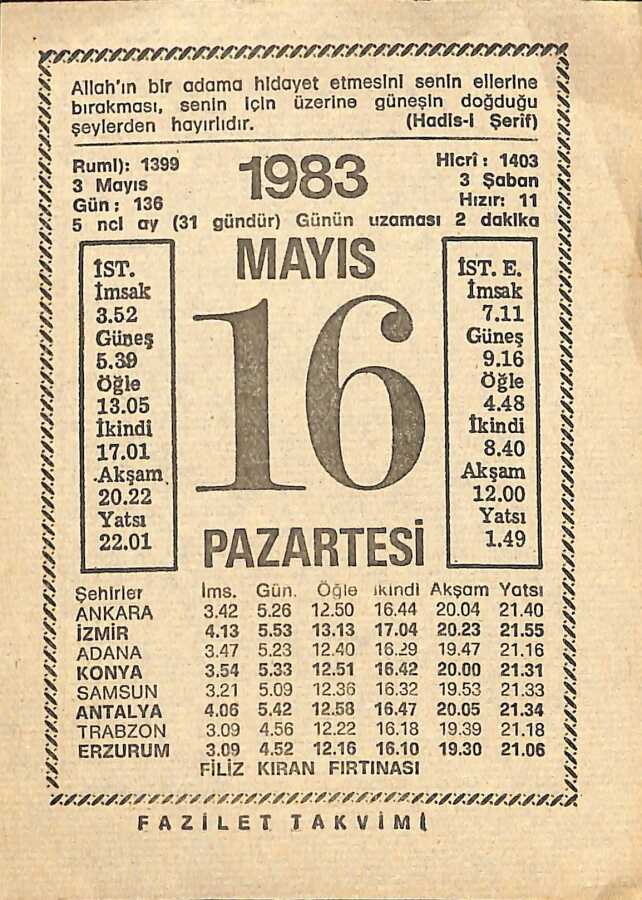 Allah'ın bir adama hidayet etmesini senin ellerine
bırakması, senin için üzerine güneşin doğduğu
şeylerden hayırlıdır. (Hadis-i Şerif)
Rumi): 1399
3 Mayıs
Gün: 136
1983
Hicrî: 1403
3 Şaban
Hızır: 11
5 nci ay (31 gündür) Günün uzaması 2 dakika
İST.
İmsak
3.52
Güneş
5.39
Öğle
13.05
İkindi
17.01
Akşam
20.22
Yatsı
22.01
MAYIS
16
PAZARTESİ
İST. E.
İmsak
7.11
Güneş
9.16
Öğle
4.48
İkindi
8.40
Akşam
12.00
Yatsı
1.49
Şehirler İms. Gün. Öğle ikindi Akşam Yatsı
ANKARA 3.42 5.26 12.50 16.44 20.04 21.40
İZMİR 4.13 5.53 13.13 17.04 20.23 21.55
ADANA 3.47 5.23 12.40 16.29 19.47 21.16
KONYA 3.54 5.33 12.51 16.42 20.00 21.31
SAMSUN 3.21 5.09 12.36 16.32 19.53 21.33
ANTALYA 4.06 5.42 12.58 16.47 20.05 21.34
TRABZON 3.09 4.56 12.22 16.18 19.39 21.18
ERZURUM 3.09 4.52 12.16 16.10 19.30 21.06
FİLİZ KIRAN FIRTINASI
FAZİLET TAKVİMİ